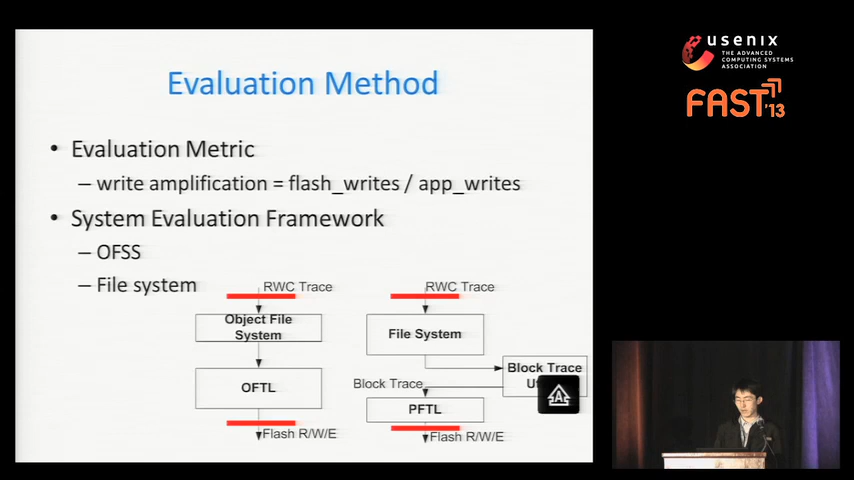 Evaluation Method
• Evaluation Metric
– write amplification = flash_writes / app_writes
• System Evaluation Framework
– OFSS
– File system
RWC Trace
Object File
System
OFTL
Flash R/W/E
RWC Trace
File System
Block Trace
Block Trace
PFTL
Flash R/W/E
A
usenix
THE ADVANCED
COMPUTING SYSTEMS
ASSOCIATION
FAST '13